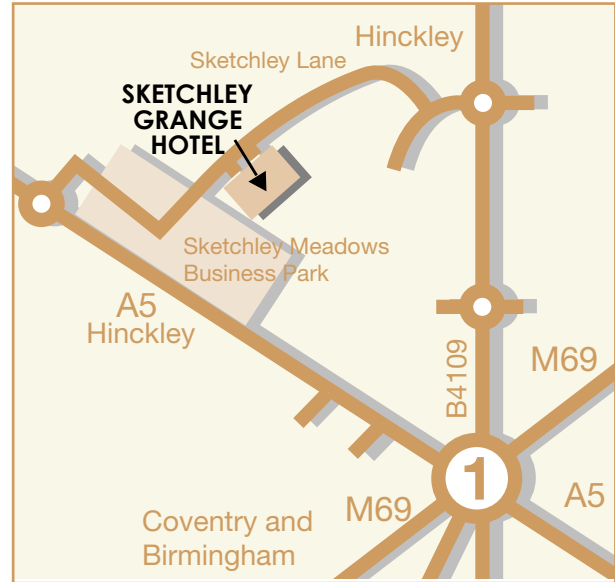 Hinckley
Sketchley Lane
SKETCHLEY
GRANGE
HOTEL
Sketchley Meadows
Business Park
A5
Hinckley
B4109
M69
1
A5
M69
Coventry and
Birmingham